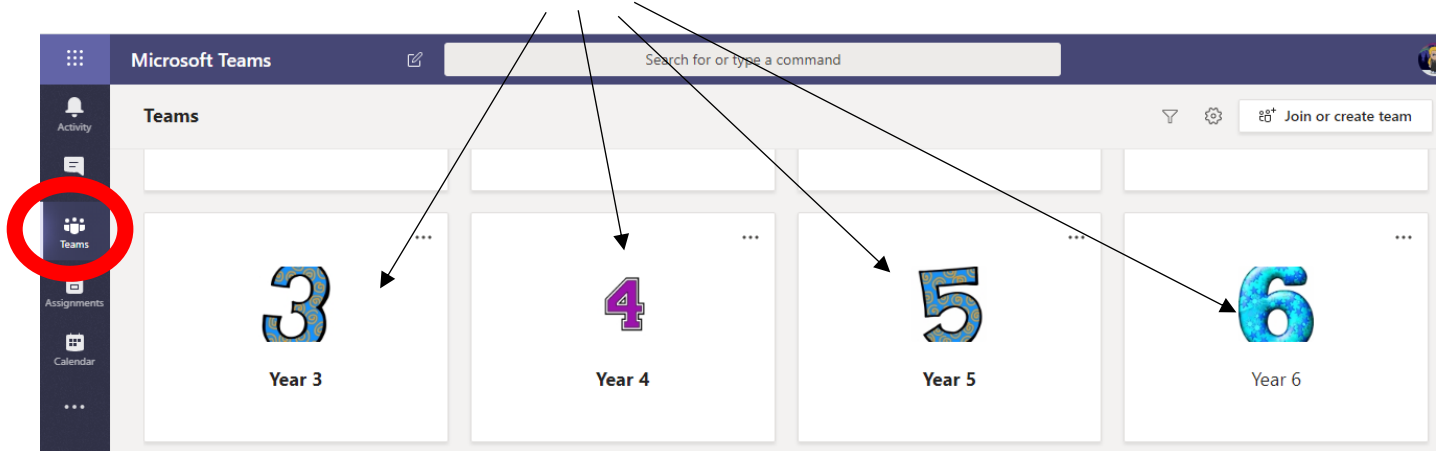 Microsoft Teams
Search for or type a command
Activity
Teams
Join or create team
Teams
Assignments
Calendar
3
4
5
6
Year 3
Year 4
Year 5
Year 6